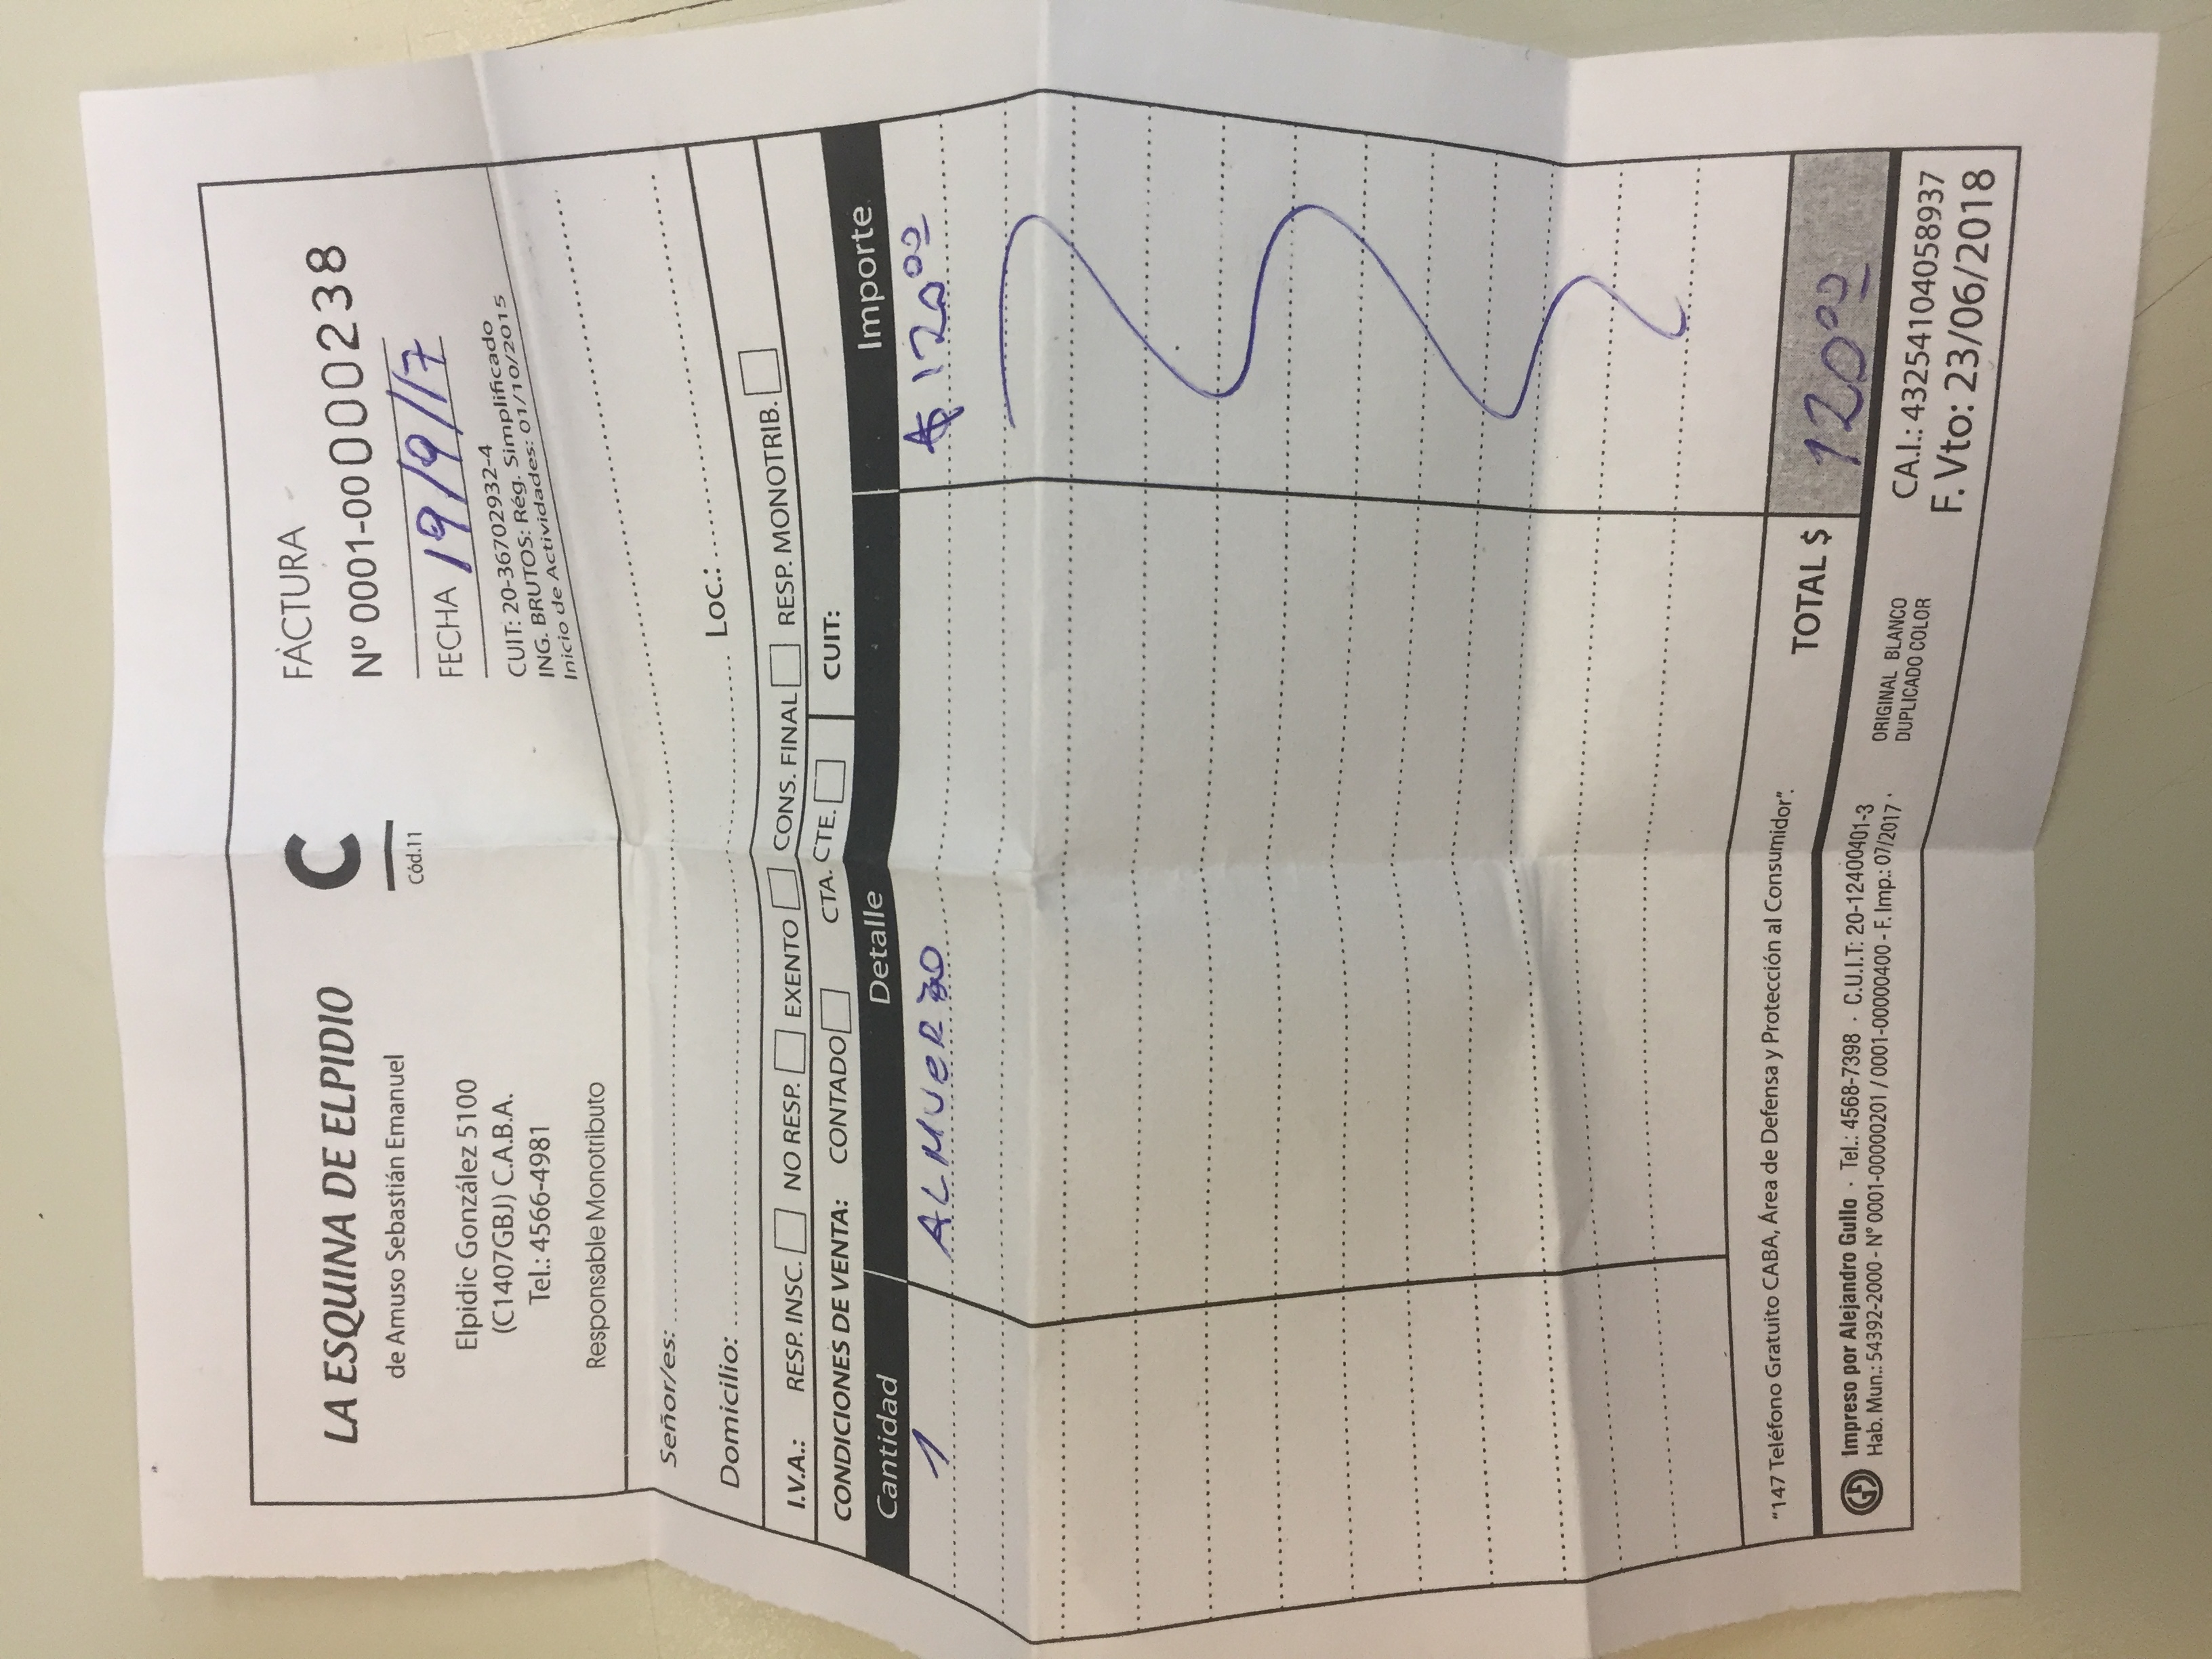 LA ESQUINA DE ELPIDIO
de Amuso Sebastián Emanuel
Elpidic González 5100
(C1407GBJ) C.A.B.A.
Tel.: 4566-4981
Responsable Monotributo
C
Cód.11
FACTURA
Nº 0001-00000238
FECHA 19/9/17
CUIT: 20-36702932-4
ING. BRUTOS: Rég. Simplificado
Inicio de Actividades: 01/10/2015
Señor/es:
Domicilio: Loc.:
I.V.A.: RESP. INSC. NO RESP. EXENTO CONS. FINAL RESP. MONOTRIB.
CONDICIONES DE VENTA: CONTADO CTA. CTE. CUIT:
Cantidad Detalle Importe
1 ALMUERZO $ 120⁰⁰
"147 Teléfono Gratuito CABA, Área de Defensa y Protección al Consumidor".
TOTAL $ 120⁰⁰
Impreso por Alejandro Gullo · Tel.: 4568-7398 · C.U.I.T: 20-12400401-3
Hab. Mun.: 54392-2000 - Nº 0001-00000201 / 0001-00000400 - F. Imp.: 07/2017 ·
ORIGINAL BLANCO
DUPLICADO COLOR
CA.I.: 43254104058937
F. Vto: 23/06/2018